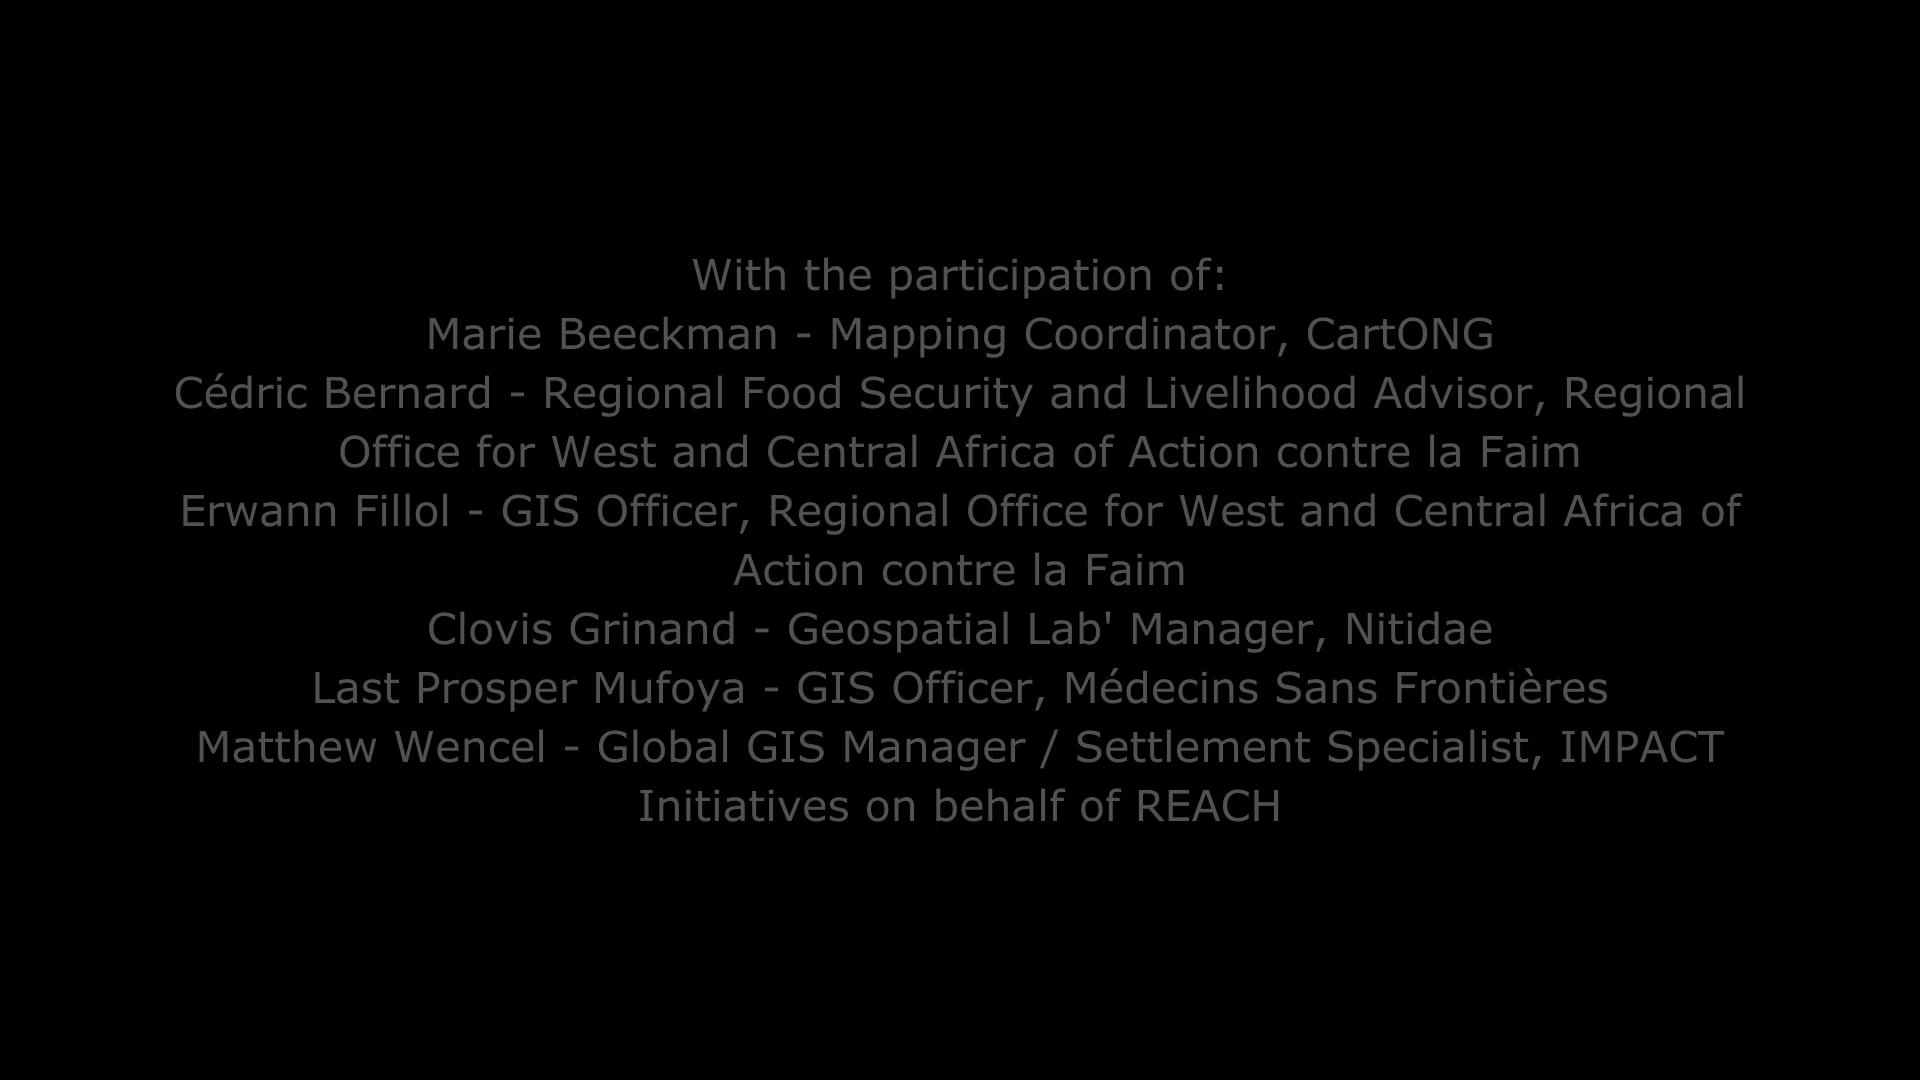 With the participation of:
Marie Beeckman - Mapping Coordinator, CartONG
Cédric Bernard - Regional Food Security and Livelihood Advisor, Regional
Office for West and Central Africa of Action contre la Faim
Erwann Fillol - GIS Officer, Regional Office for West and Central Africa of
Action contre la Faim
Clovis Grinand - Geospatial Lab' Manager, Nitidae
Last Prosper Mufoya - GIS Officer, Médecins Sans Frontières
Matthew Wencel - Global GIS Manager / Settlement Specialist, IMPACT
Initiatives on behalf of REACH